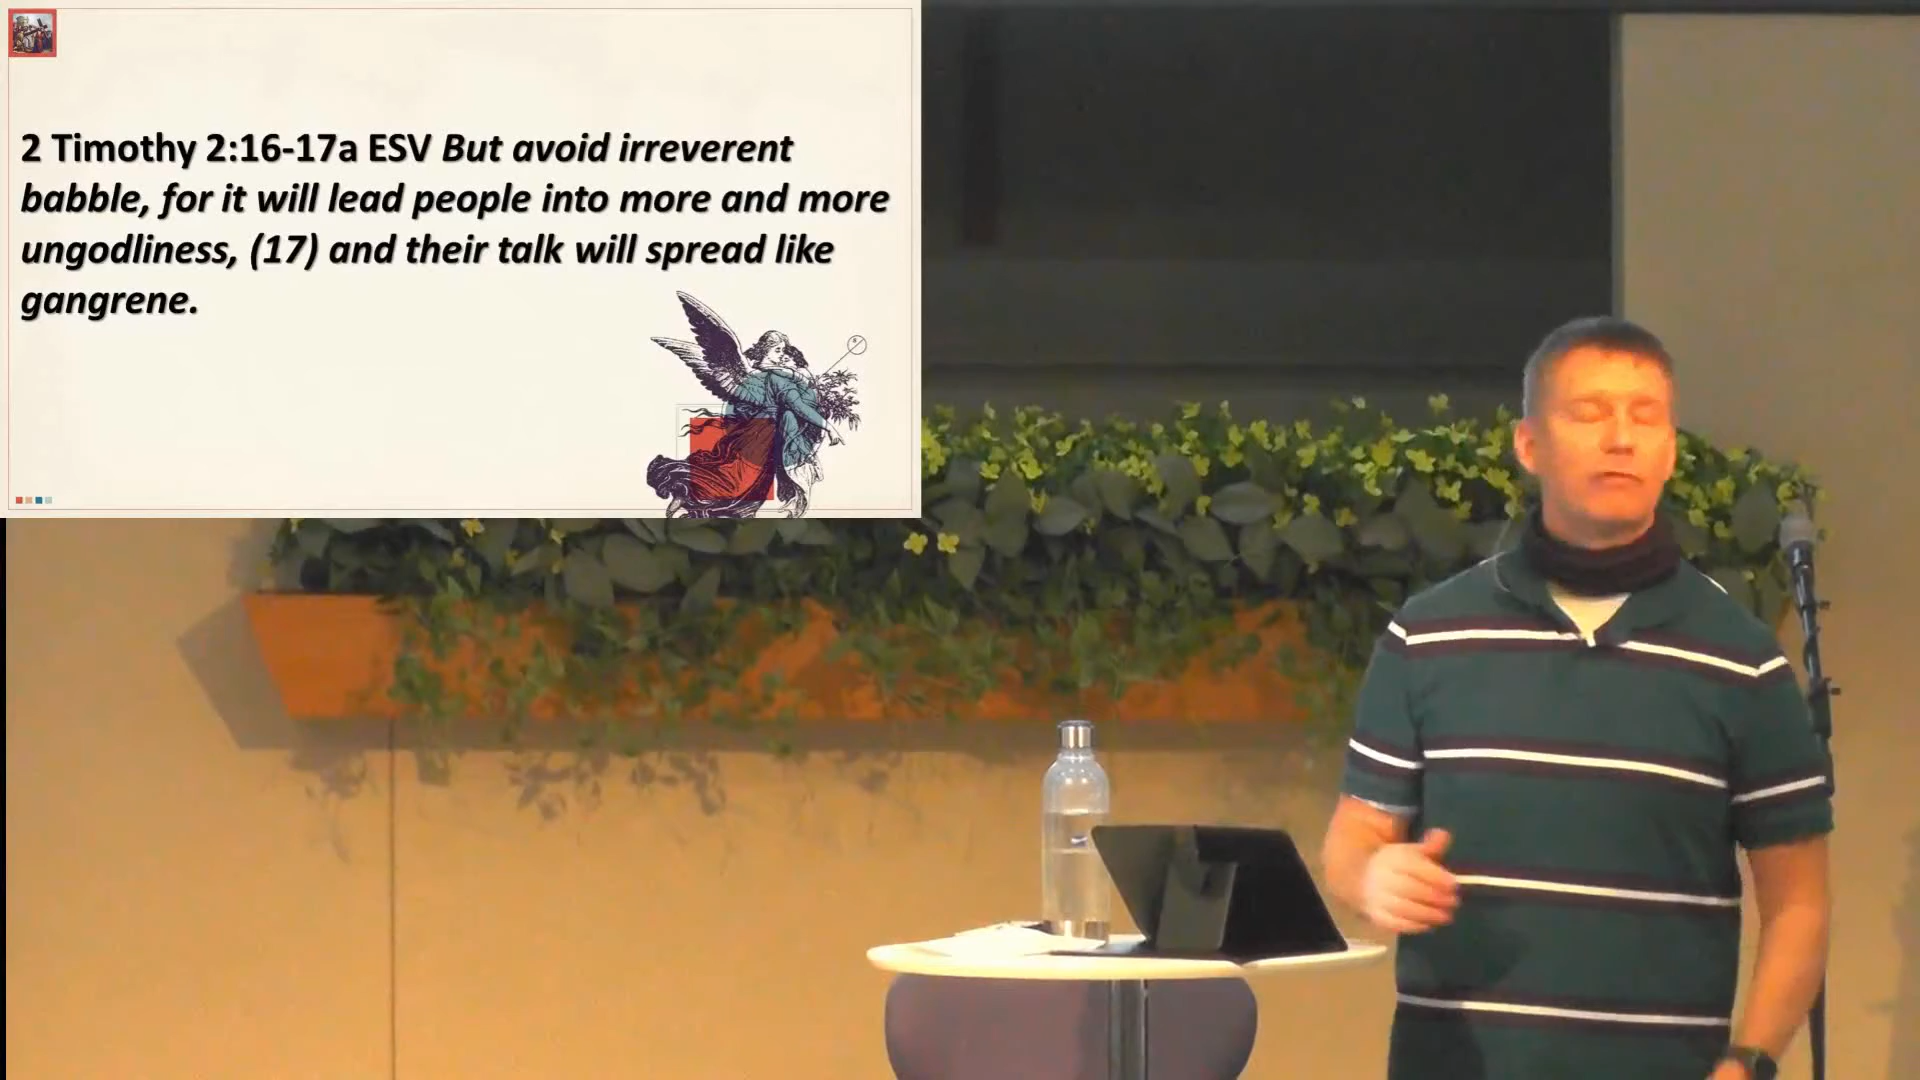 2 Timothy 2:16-17a ESV But avoid irreverent
babble, for it will lead people into more and more
ungodliness, (17) and their talk will spread like
gangrene.